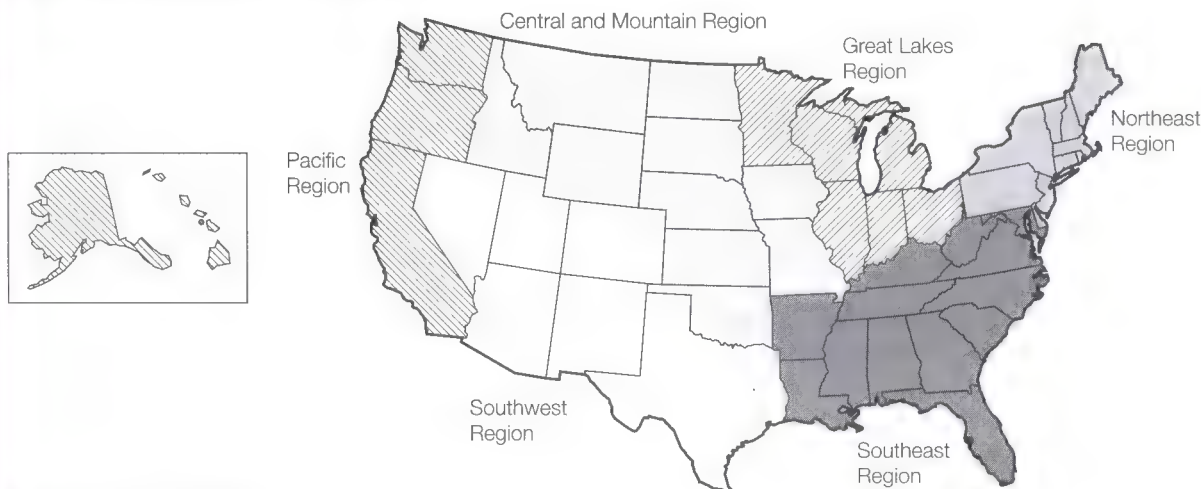 Central and Mountain Region
Great Lakes
Region
Northeast
Region
Pacific
Region
Southwest
Region
Southeast
Region